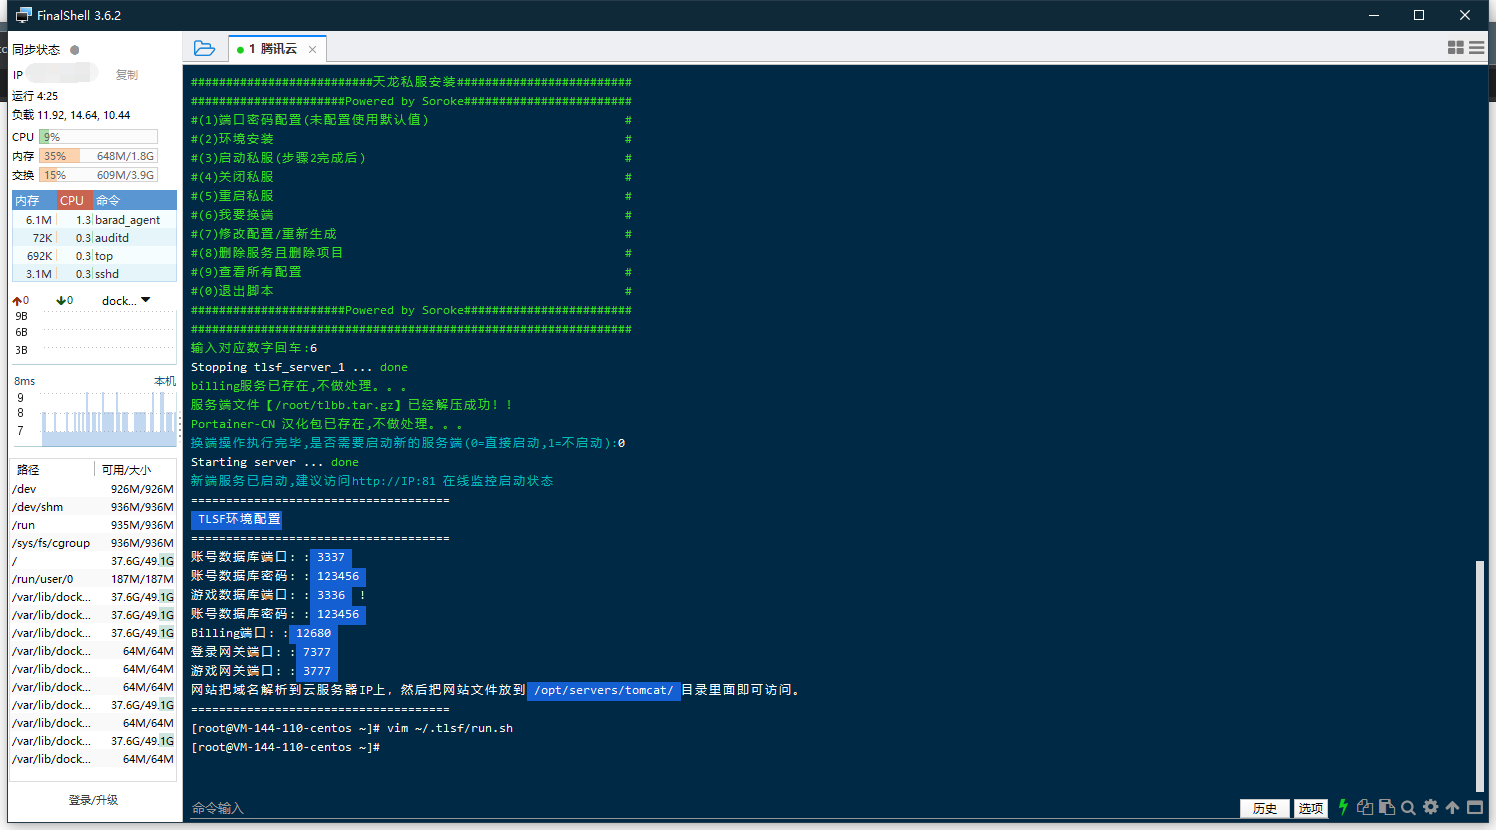 FinalShell 3.6.2
同步状态
IP 复制
运行 4:25
负载 11.92, 14.64, 10.44
CPU 9%
内存 35% 648M/1.8G
交换 15% 609M/3.9G
内存 CPU 命令
6.1M 1.3 barad_agent
72K 0.3 auditd
692K 0.3 top
3.1M 0.3 sshd
0 0 dock...
9B
6B
3B
8ms 本机
9
8
7
路径 可用/大小
/dev 926M/926M
/dev/shm 936M/936M
/run 935M/936M
/sys/fs/cgroup 936M/936M
/ 37.6G/49.1G
/run/user/0 187M/187M
/var/lib/dock... 37.6G/49.1G
/var/lib/dock... 37.6G/49.1G
/var/lib/dock... 37.6G/49.1G
/var/lib/dock... 64M/64M
/var/lib/dock... 64M/64M
/var/lib/dock... 64M/64M
/var/lib/dock... 37.6G/49.1G
/var/lib/dock... 64M/64M
/var/lib/dock... 37.6G/49.1G
/var/lib/dock... 64M/64M
登录/升级
1 腾讯云
##########################天龙私服安装#########################
######################Powered by Soroke########################
#(1)端口密码配置(未配置使用默认值) #
#(2)环境安装 #
#(3)启动私服(步骤2完成后) #
#(4)关闭私服 #
#(5)重启私服 #
#(6)我要换端 #
#(7)修改配置/重新生成 #
#(8)删除服务且删除项目 #
#(9)查看所有配置 #
#(0)退出脚本 #
######################Powered by Soroke########################
###############################################################
输入对应数字回车:6
Stopping tlsf_server_1 ... done
billing服务已存在,不做处理。。。
服务端文件【/root/tlbb.tar.gz】已经解压成功！！
Portainer-CN 汉化包已存在,不做处理。。。
换端操作执行完毕,是否需要启动新的服务端(0=直接启动,1=不启动):0
Starting server ... done
新端服务已启动,建议访问http://IP:81 在线监控启动状态
=====================================
TLSF环境配置
=====================================
账号数据库端口：: 3337
账号数据库密码：: 123456
游戏数据库端口：: 3336 !
账号数据库密码：: 123456
Billing端口：: 12680
登录网关端口：: 7377
游戏网关端口：: 3777
网站把域名解析到云服务器IP上，然后把网站文件放到 /opt/servers/tomcat/ 目录里面即可访问。
=====================================
[root@VM-144-110-centos ~]# vim ~/.tlsf/run.sh
[root@VM-144-110-centos ~]#
命令输入
历史 选项